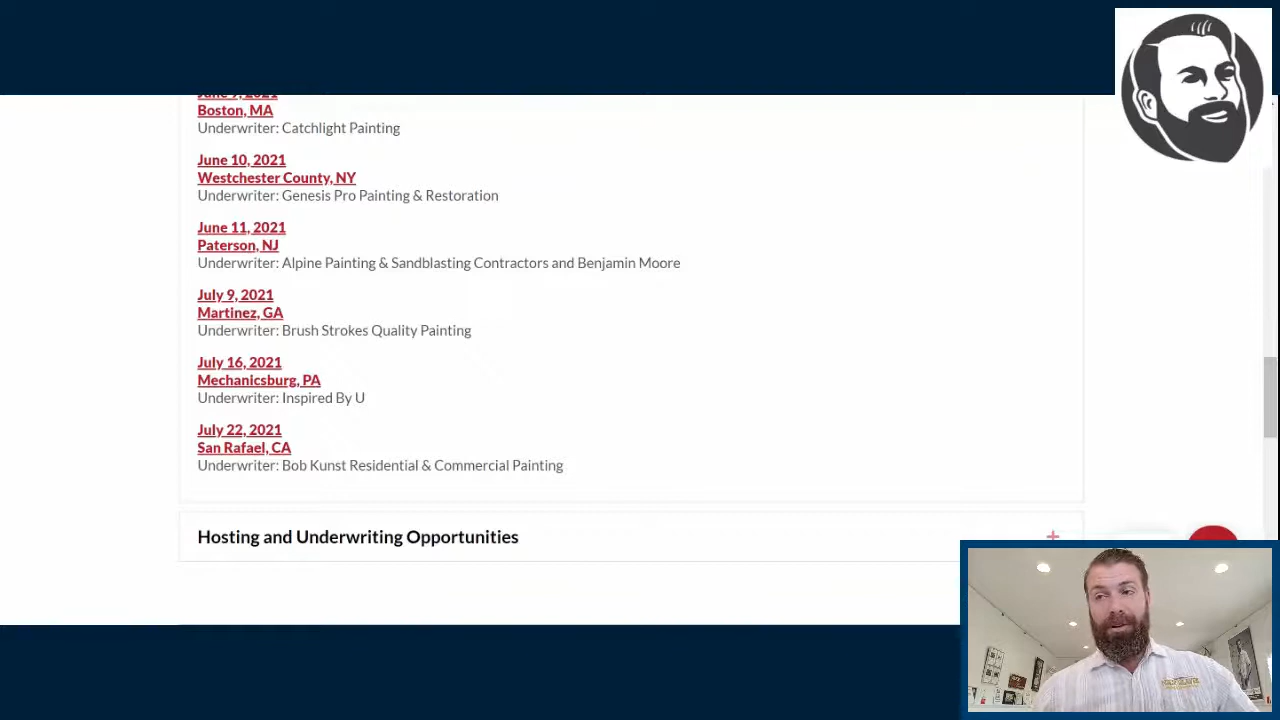 June 9, 2021
Boston, MA
Underwriter: Catchlight Painting
June 10, 2021
Westchester County, NY
Underwriter: Genesis Pro Painting & Restoration
June 11, 2021
Paterson, NJ
Underwriter: Alpine Painting & Sandblasting Contractors and Benjamin Moore
July 9, 2021
Martinez, GA
Underwriter: Brush Strokes Quality Painting
July 16, 2021
Mechanicsburg, PA
Underwriter: Inspired By U
July 22, 2021
San Rafael, CA
Underwriter: Bob Kunst Residential & Commercial Painting
Hosting and Underwriting Opportunities
+